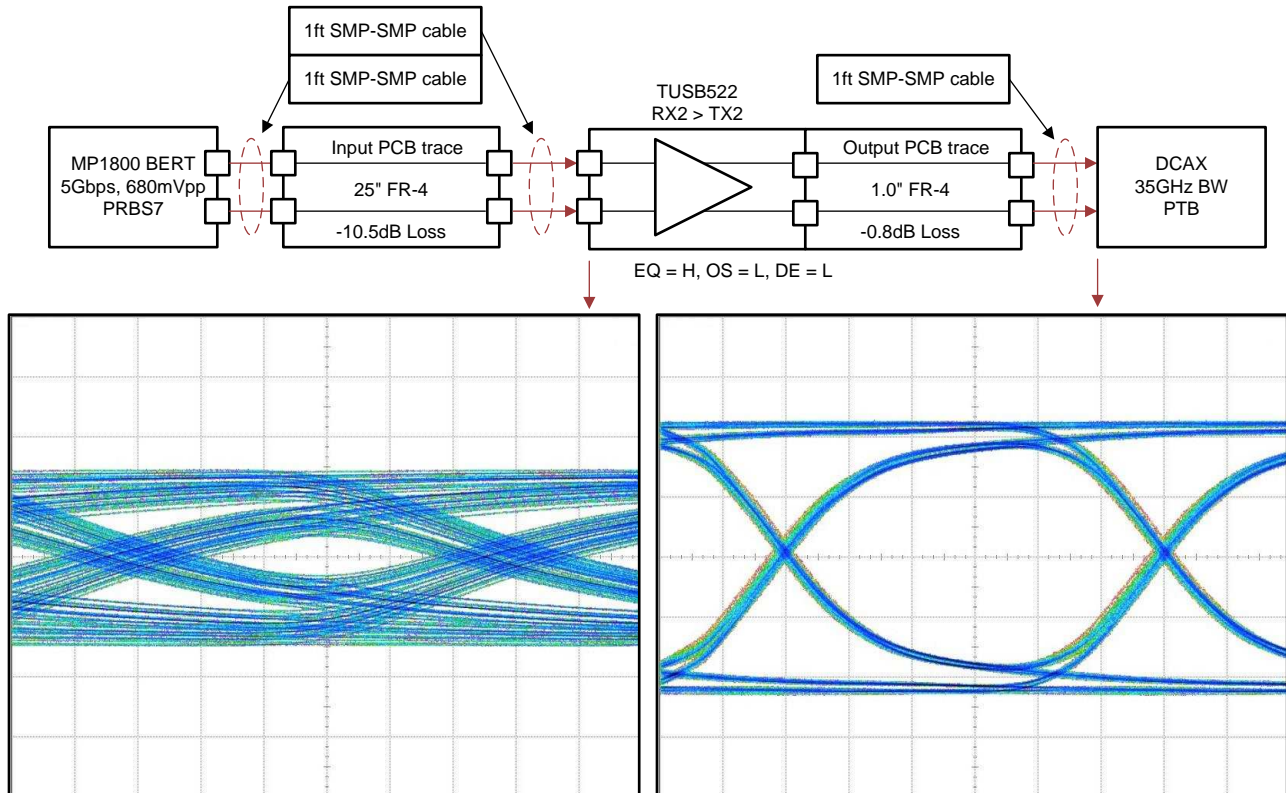 1ft SMP-SMP cable
1ft SMP-SMP cable
1ft SMP-SMP cable
TUSB522
RX2 > TX2
MP1800 BERT
5Gbps, 680mVpp
PRBS7
Input PCB trace
25" FR-4
-10.5dB Loss
Output PCB trace
1.0" FR-4
-0.8dB Loss
DCAX
35GHz BW
PTB
EQ = H, OS = L, DE = L